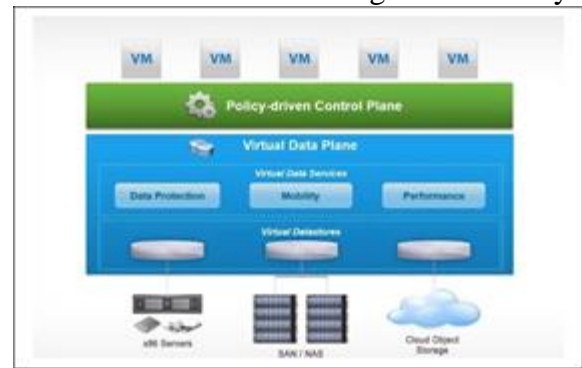 VM VM VM VM VM
Policy-driven Control Plane
Virtual Data Plane
Virtual Data Services
Data Protection Mobility Performance
Virtual Datastores
x86 Servers
SAN / NAS
Cloud Object
Storage